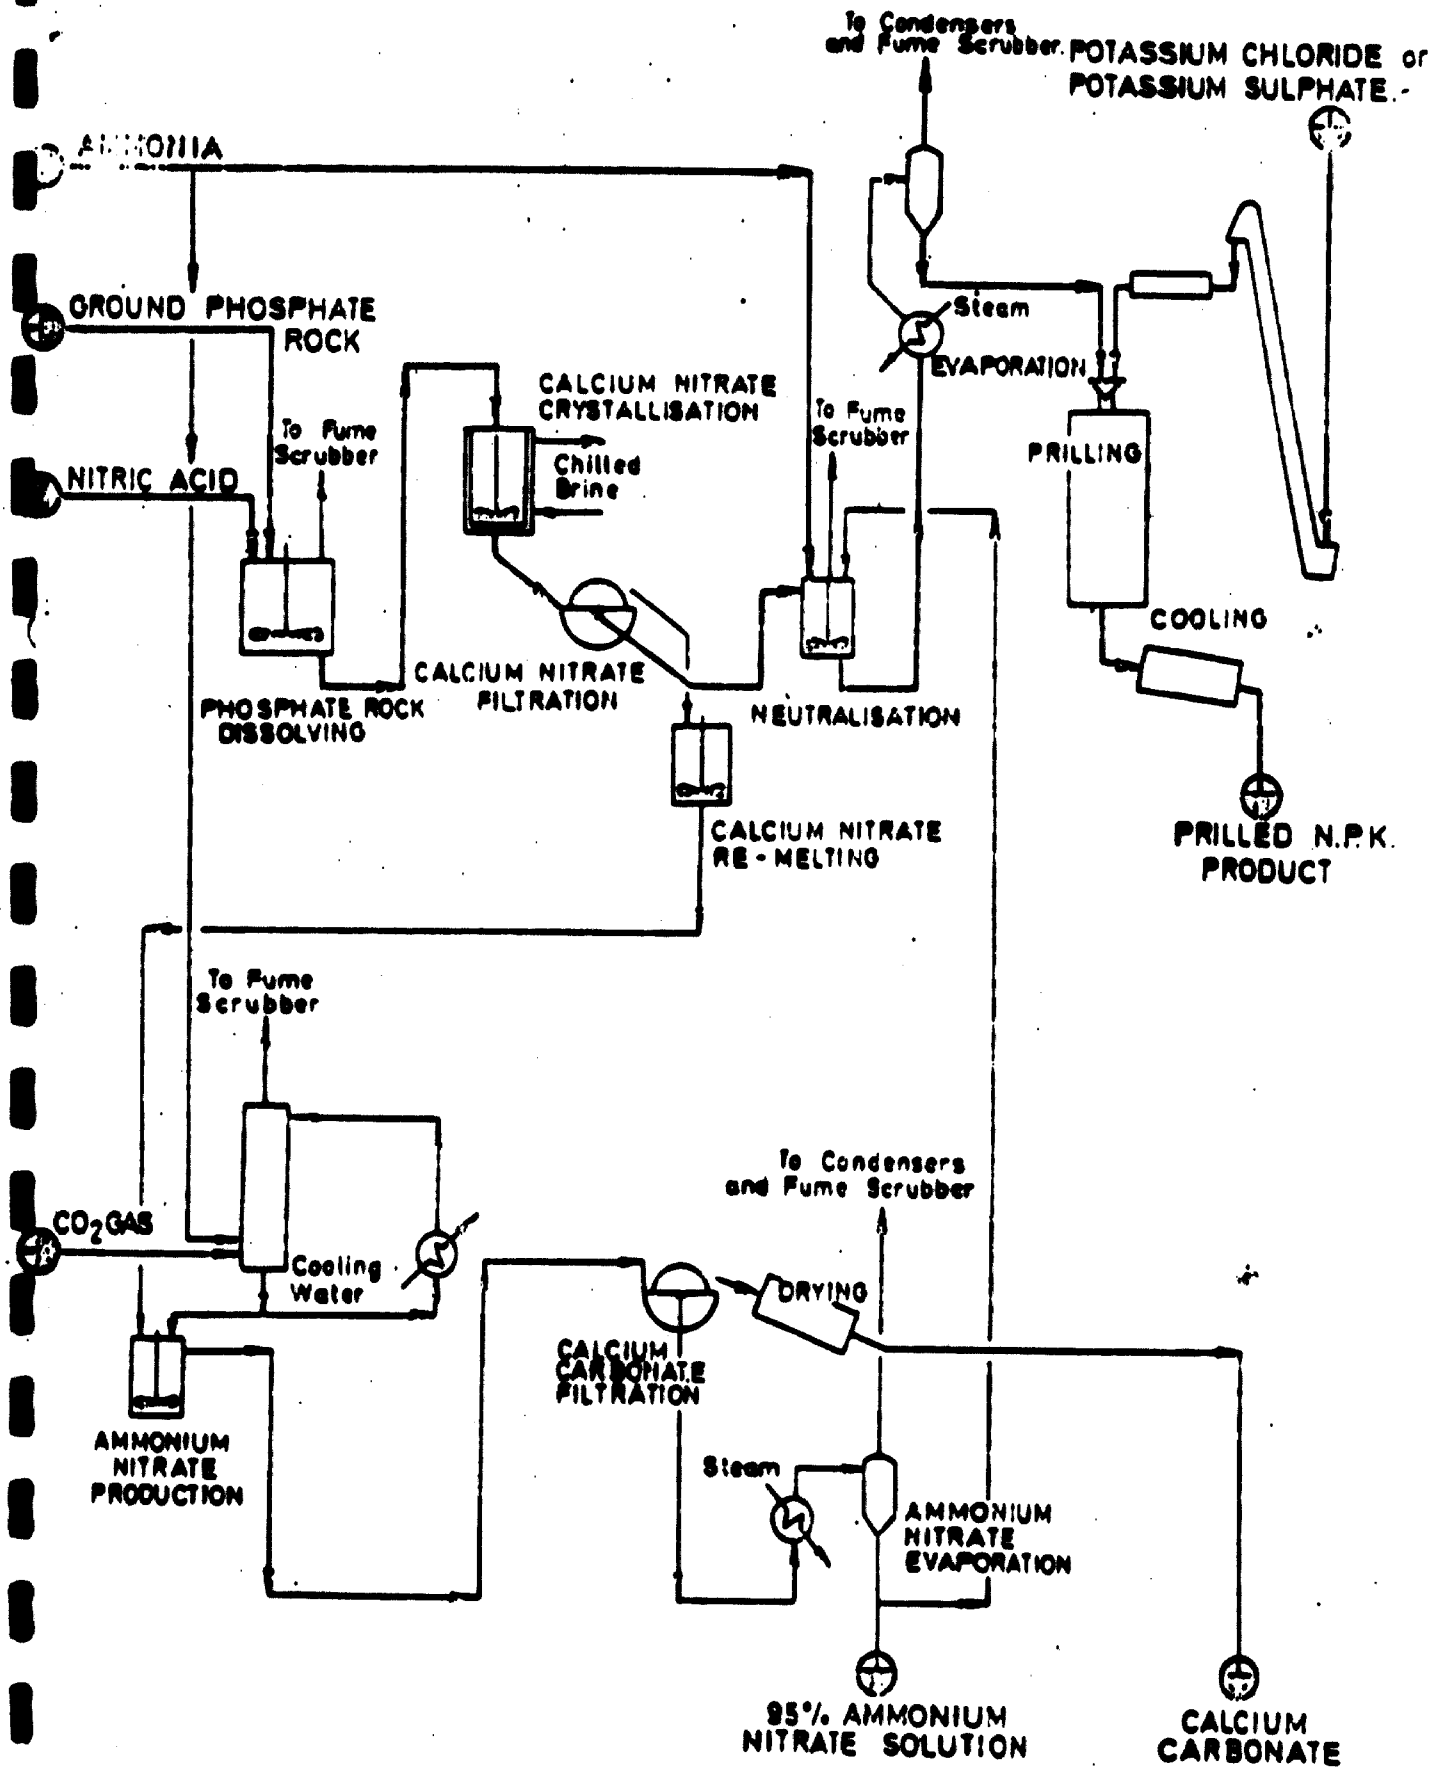 To Condensers
and Fume Scrubber.
POTASSIUM CHLORIDE or
POTASSIUM SULPHATE.-
AMMONIA
GROUND PHOSPHATE
ROCK
Steam
EVAPORATION
CALCIUM NITRATE
CRYSTALLISATION
To Fume
Scrubber
To Fume
Scrubber
Chilled
Brine
PRILLING
NITRIC ACID
COOLING
CALCIUM NITRATE
FILTRATION
PHOSPHATE ROCK
DISSOLVING
NEUTRALISATION
CALCIUM NITRATE
RE-MELTING
PRILLED N.P.K.
PRODUCT
To Fume
Scrubber
To Condensers
and Fume Scrubber
CO2 GAS
Cooling
Water
DRYING
CALCIUM
CARBONATE
FILTRATION
AMMONIUM
NITRATE
PRODUCTION
Steam
AMMONIUM
NITRATE
EVAPORATION
95% AMMONIUM
NITRATE SOLUTION
CALCIUM
CARBONATE